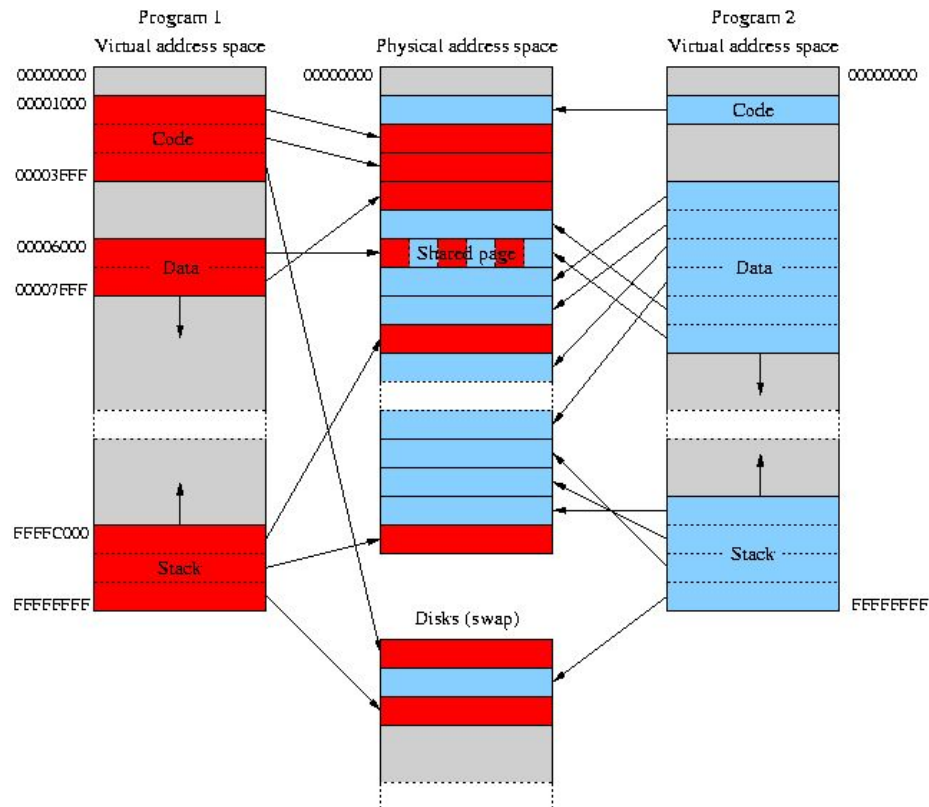 Program 1
Virtual address space
Physical address space
Program 2
Virtual address space
00000000
00000000
00000000
00001000
Code
Code
00003FFF
00006000
Data
00007FFF
Shared page
Data
FFFFC000
Stack
FFFFFFFF
Stack
FFFFFFFF
Disks (swap)